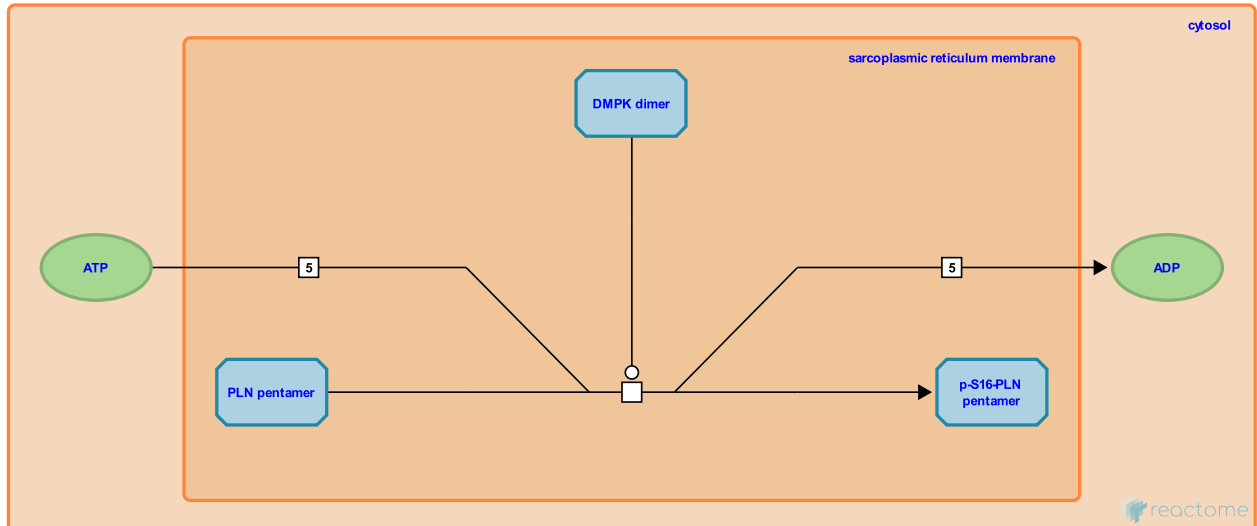 cytosol
sarcoplasmic reticulum membrane
DMPK dimer
ATP
5
5
ADP
PLN pentamer
p-S16-PLN
pentamer
reactome